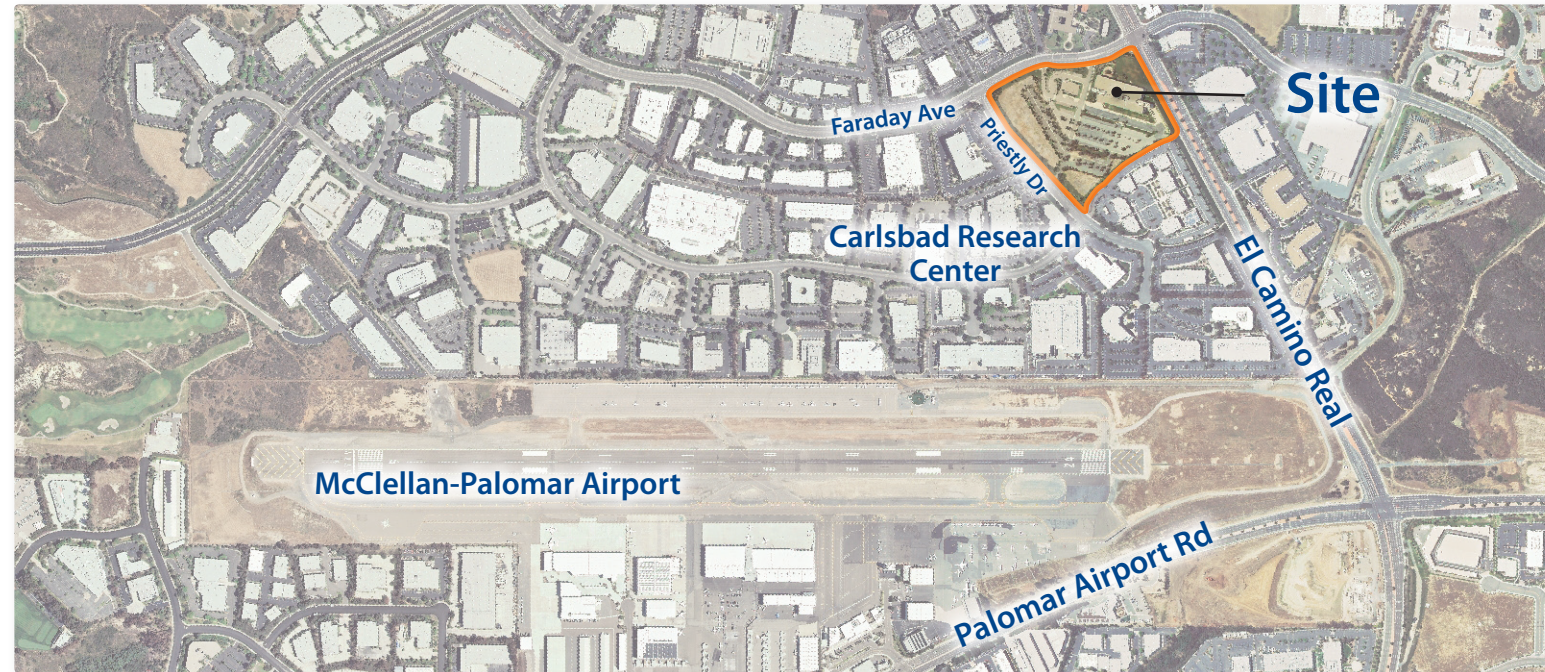 Site
Faraday Ave
Priestly Dr
Carlsbad Research
Center
El Camino Real
McClellan-Palomar Airport
Palomar Airport Rd